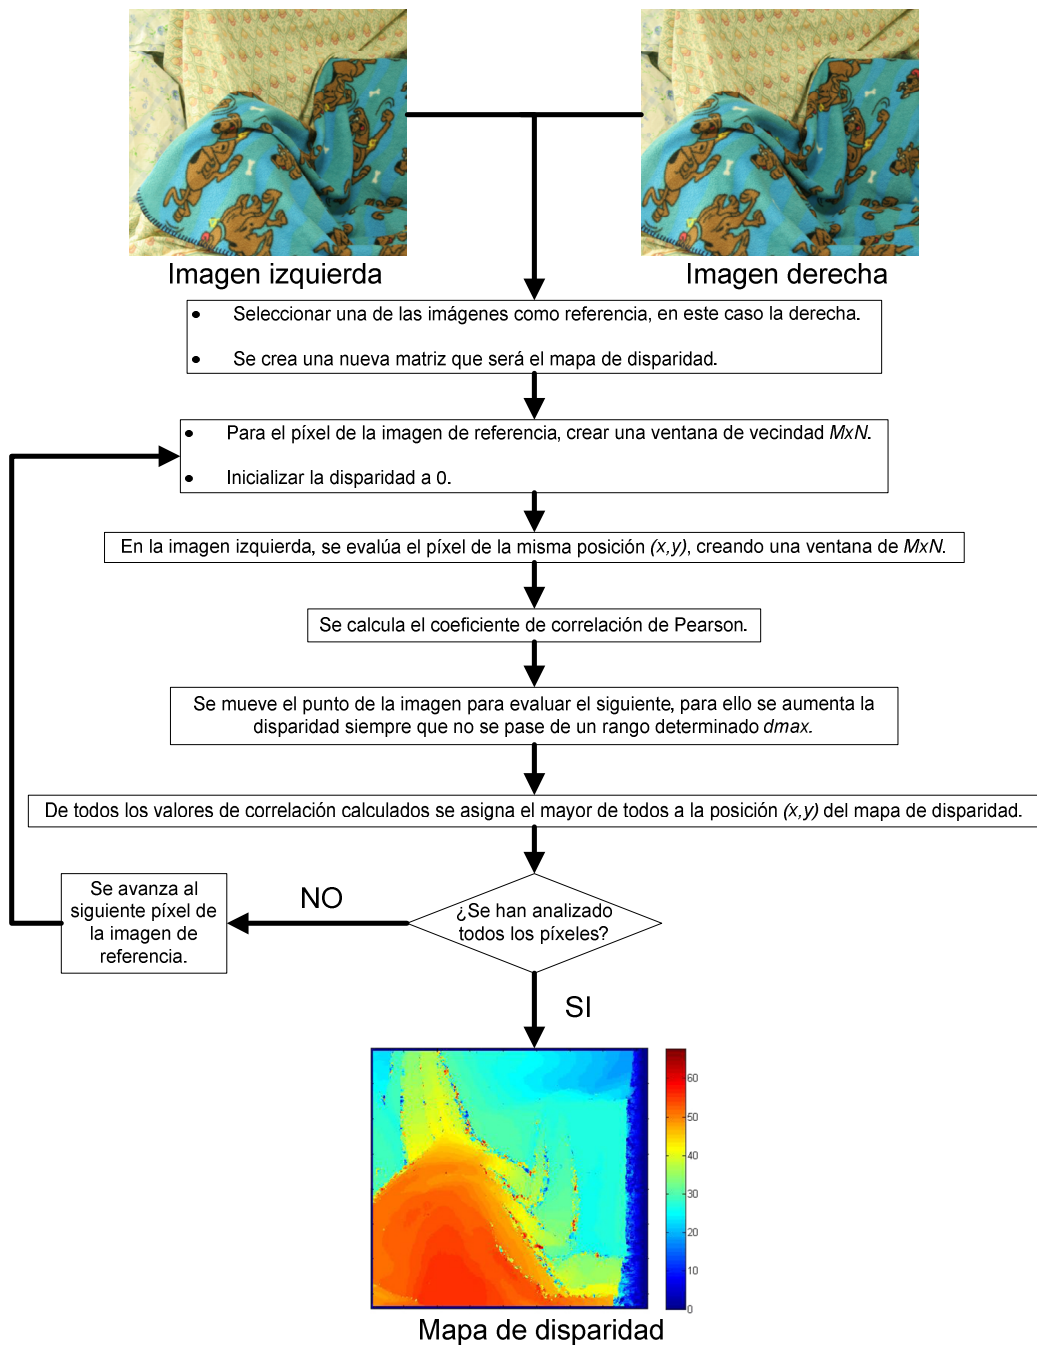 Imagen izquierda
Imagen derecha
• Seleccionar una de las imágenes como referencia, en este caso la derecha.
• Se crea una nueva matriz que será el mapa de disparidad.
• Para el píxel de la imagen de referencia, crear una ventana de vecindad MxN.
• Inicializar la disparidad a 0.
En la imagen izquierda, se evalúa el píxel de la misma posición (x,y), creando una ventana de MxN.
Se calcula el coeficiente de correlación de Pearson.
Se mueve el punto de la imagen para evaluar el siguiente, para ello se aumenta la
disparidad siempre que no se pase de un rango determinado dmax.
De todos los valores de correlación calculados se asigna el mayor de todos a la posición (x,y) del mapa de disparidad.
Se avanza al
siguiente píxel de
la imagen de
referencia.
NO
¿Se han analizado
todos los píxeles?
SI
60
50
40
30
20
10
0
Mapa de disparidad